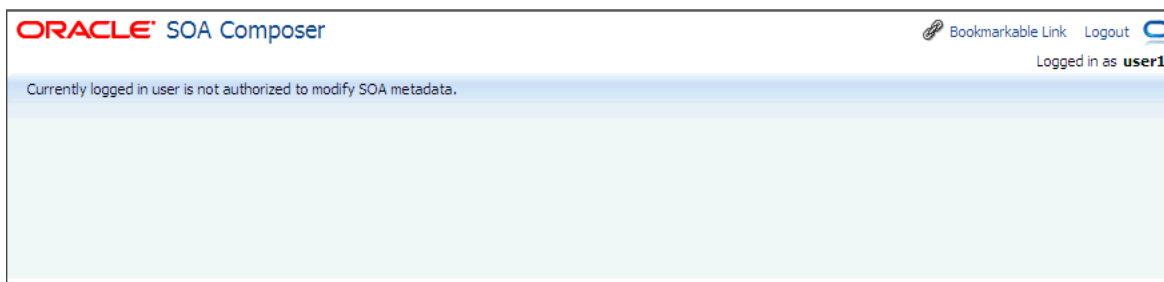 ORACLE® SOA Composer
Bookmarkable Link Logout
Logged in as user1
Currently logged in user is not authorized to modify SOA metadata.